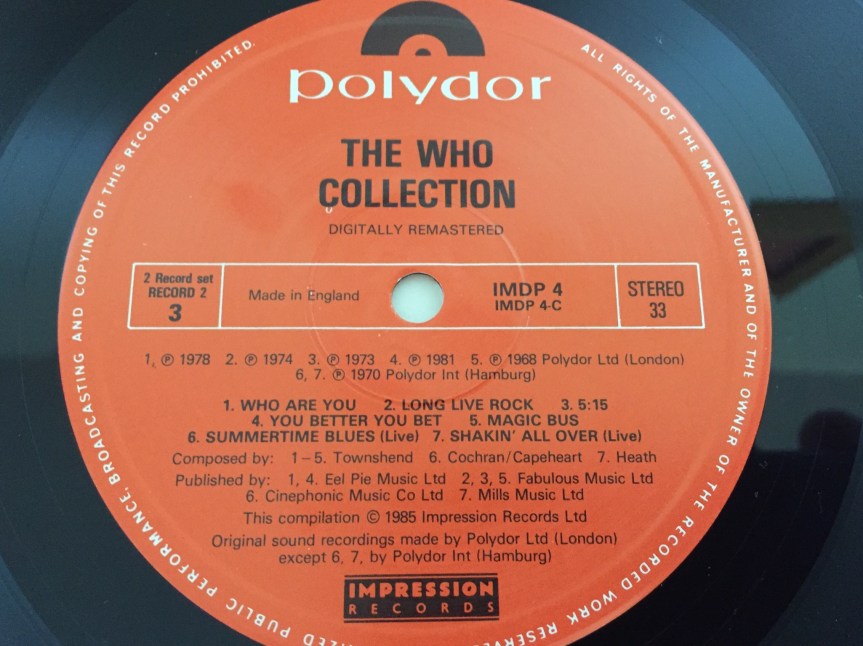 polydor
THE WHO
COLLECTION
DIGITALLY REMASTERED
2 Record set
RECORD 2
3
Made in England
IMDP 4
IMDP 4-C
STEREO
33
1. ℗ 1978 2. ℗ 1974 3. ℗ 1973 4. ℗ 1981 5. ℗ 1968 Polydor Ltd (London)
6, 7. ℗ 1970 Polydor Int (Hamburg)
1. WHO ARE YOU 2. LONG LIVE ROCK 3. 5:15
4. YOU BETTER YOU BET 5. MAGIC BUS
6. SUMMERTIME BLUES (Live) 7. SHAKIN' ALL OVER (Live)
Composed by: 1–5. Townshend 6. Cochran/Capeheart 7. Heath
Published by: 1, 4. Eel Pie Music Ltd 2, 3, 5. Fabulous Music Ltd
6. Cinephonic Music Co Ltd 7. Mills Music Ltd
This compilation © 1985 Impression Records Ltd
Original sound recordings made by Polydor Ltd (London)
except 6, 7, by Polydor Int (Hamburg)
IMPRESSION
RECORDS
ALL RIGHTS OF THE MANUFACTURER AND OF THE OWNER OF THE RECORDED WORK PUBLIC PERFORMANCE, BROADCASTING AND COPYING OF THIS RECORD PROHIBITED.